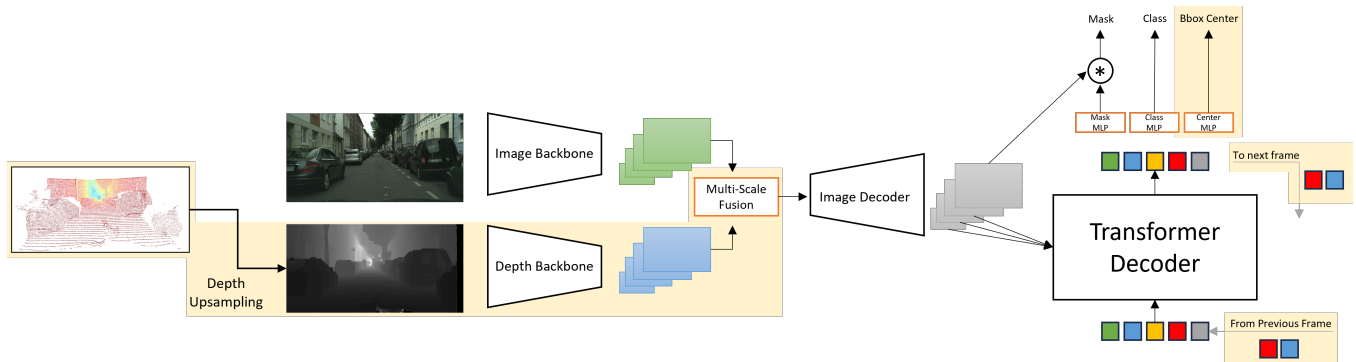 Mask
Class
Bbox Center
*
Mask
MLP
Class
MLP
Center
MLP
Image Backbone
Multi-Scale
Fusion
Image Decoder
To next frame
Transformer
Decoder
Depth
Upsampling
Depth Backbone
From Previous Frame